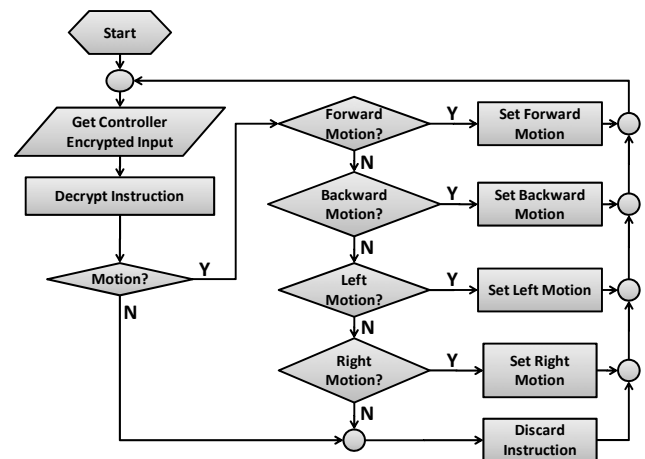 Start
Get Controller
Encrypted Input
Decrypt Instruction
Motion?
Y
N
Forward
Motion?
Y
N
Set Forward
Motion
Backward
Motion?
Y
N
Set Backward
Motion
Left
Motion?
Y
N
Set Left Motion
Right
Motion?
Y
N
Set Right
Motion
Discard
Instruction